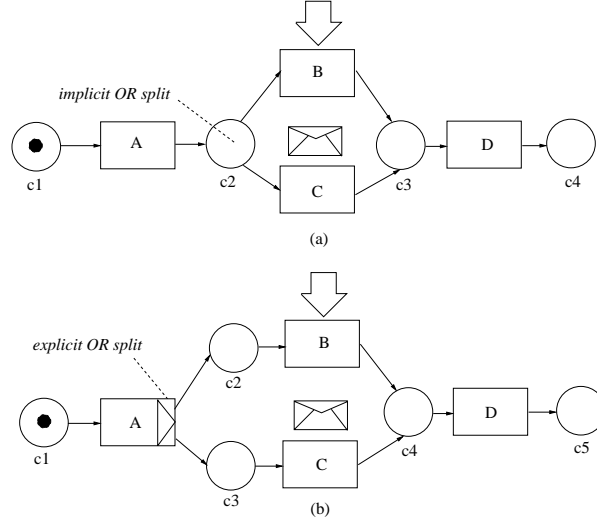 B
implicit OR split
A
D
c1
c2
c3
c4
C
(a)
explicit OR split
B
c2
A
D
c1
c4
c5
C
c3
(b)